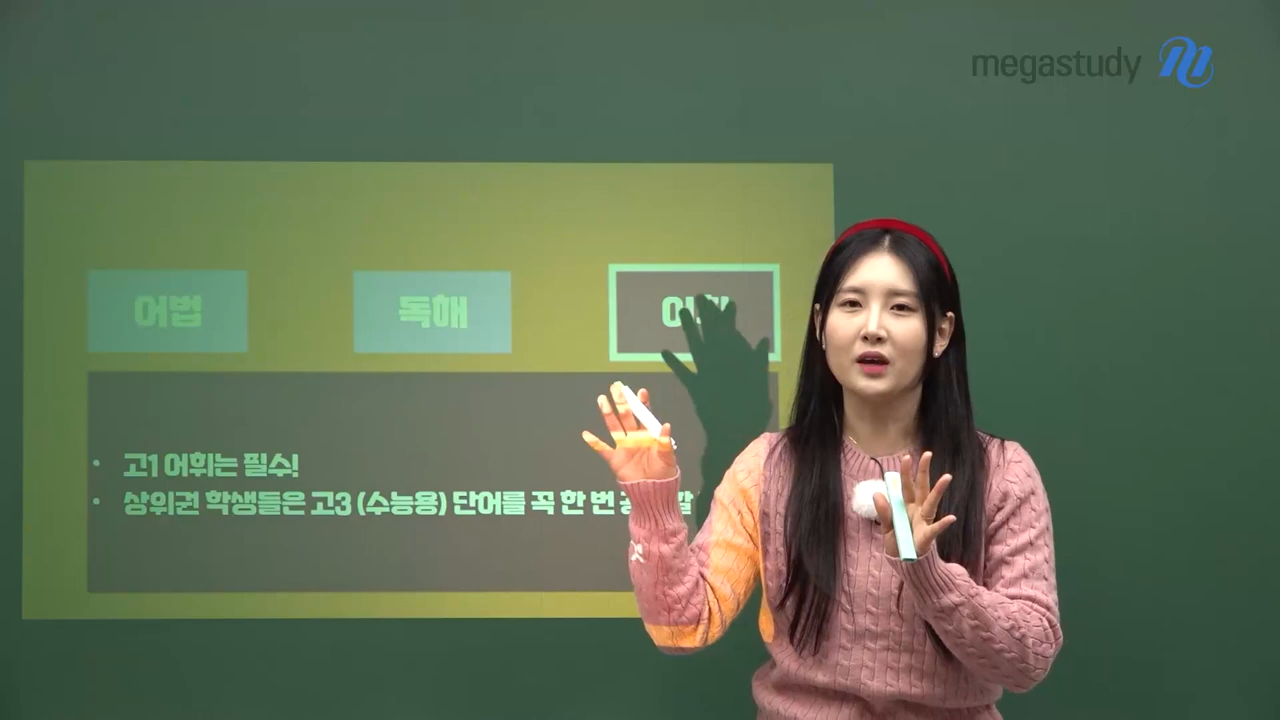 megastudy
어법
독해
고1 어휘는 필수!
상위권 학생들은 고3 (수능용) 단어를 꼭 한 번